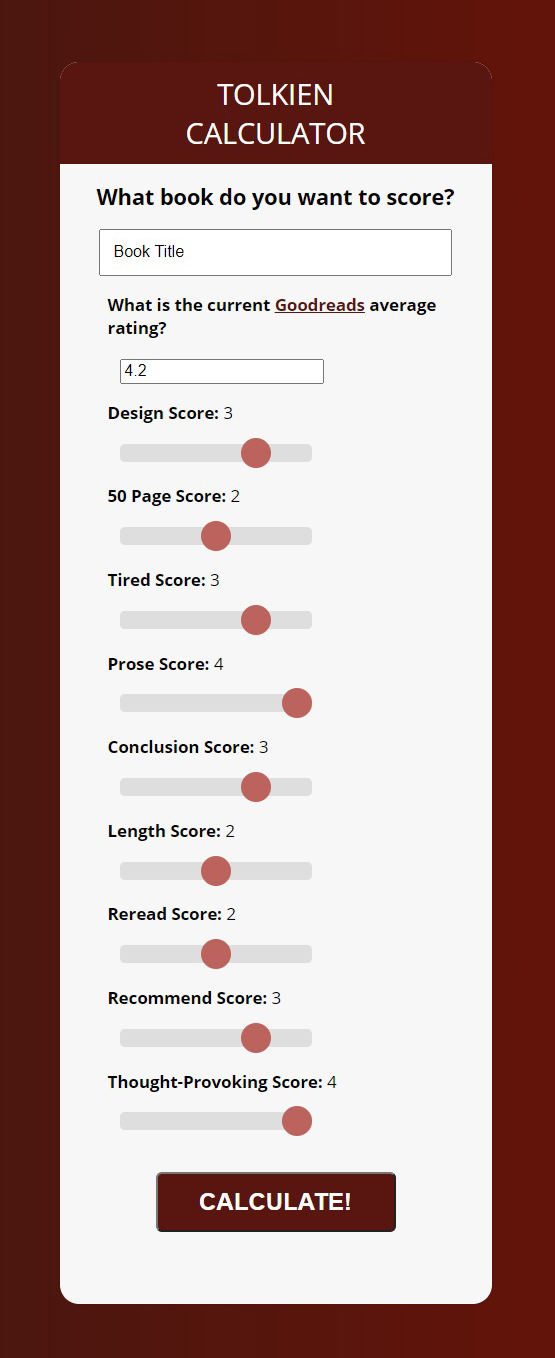 TOLKIEN
CALCULATOR
What book do you want to score?
Book Title
What is the current Goodreads average
rating?
4.2
Design Score: 3
50 Page Score: 2
Tired Score: 3
Prose Score: 4
Conclusion Score: 3
Length Score: 2
Reread Score: 2
Recommend Score: 3
Thought-Provoking Score: 4
CALCULATE!